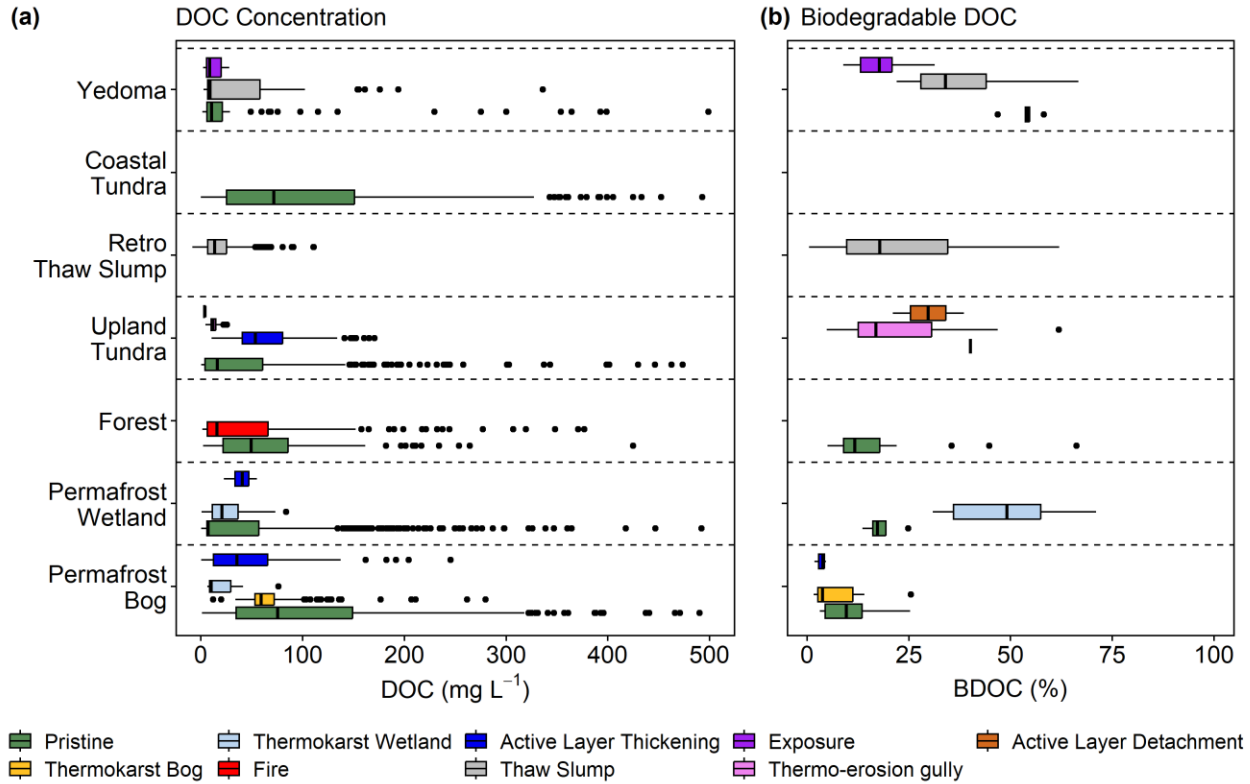 (a) DOC Concentration
Yedoma
Coastal
Tundra
Retro
Thaw Slump
Upland
Tundra
Forest
Permafrost
Wetland
Permafrost
Bog
0 100 200 300 400 500
DOC (mg L⁻¹)
(b) Biodegradable DOC
0 25 50 75 100
BDOC (%)
Pristine Thermokarst Wetland Active Layer Thickening Exposure Active Layer Detachment
Thermokarst Bog Fire Thaw Slump Thermo-erosion gully